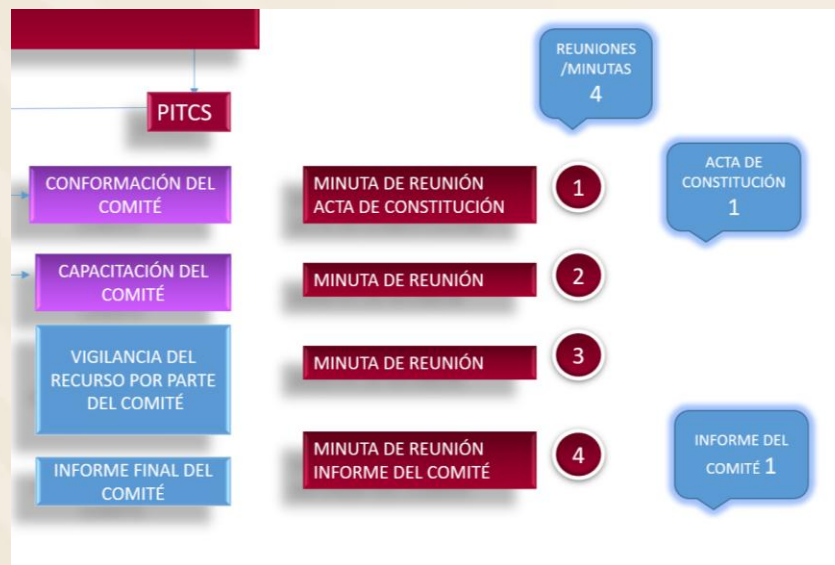 REUNIONES
/MINUTAS
4
PITCS
ACTA DE
CONSTITUCIÓN
1
CONFORMACIÓN DEL
COMITÉ
MINUTA DE REUNIÓN
ACTA DE CONSTITUCIÓN
1
CAPACITACIÓN DEL
COMITÉ
MINUTA DE REUNIÓN
2
VIGILANCIA DEL
RECURSO POR PARTE
DEL COMITÉ
MINUTA DE REUNIÓN
3
INFORME FINAL DEL
COMITÉ
MINUTA DE REUNIÓN
INFORME DEL COMITÉ
4
INFORME DEL
COMITÉ 1